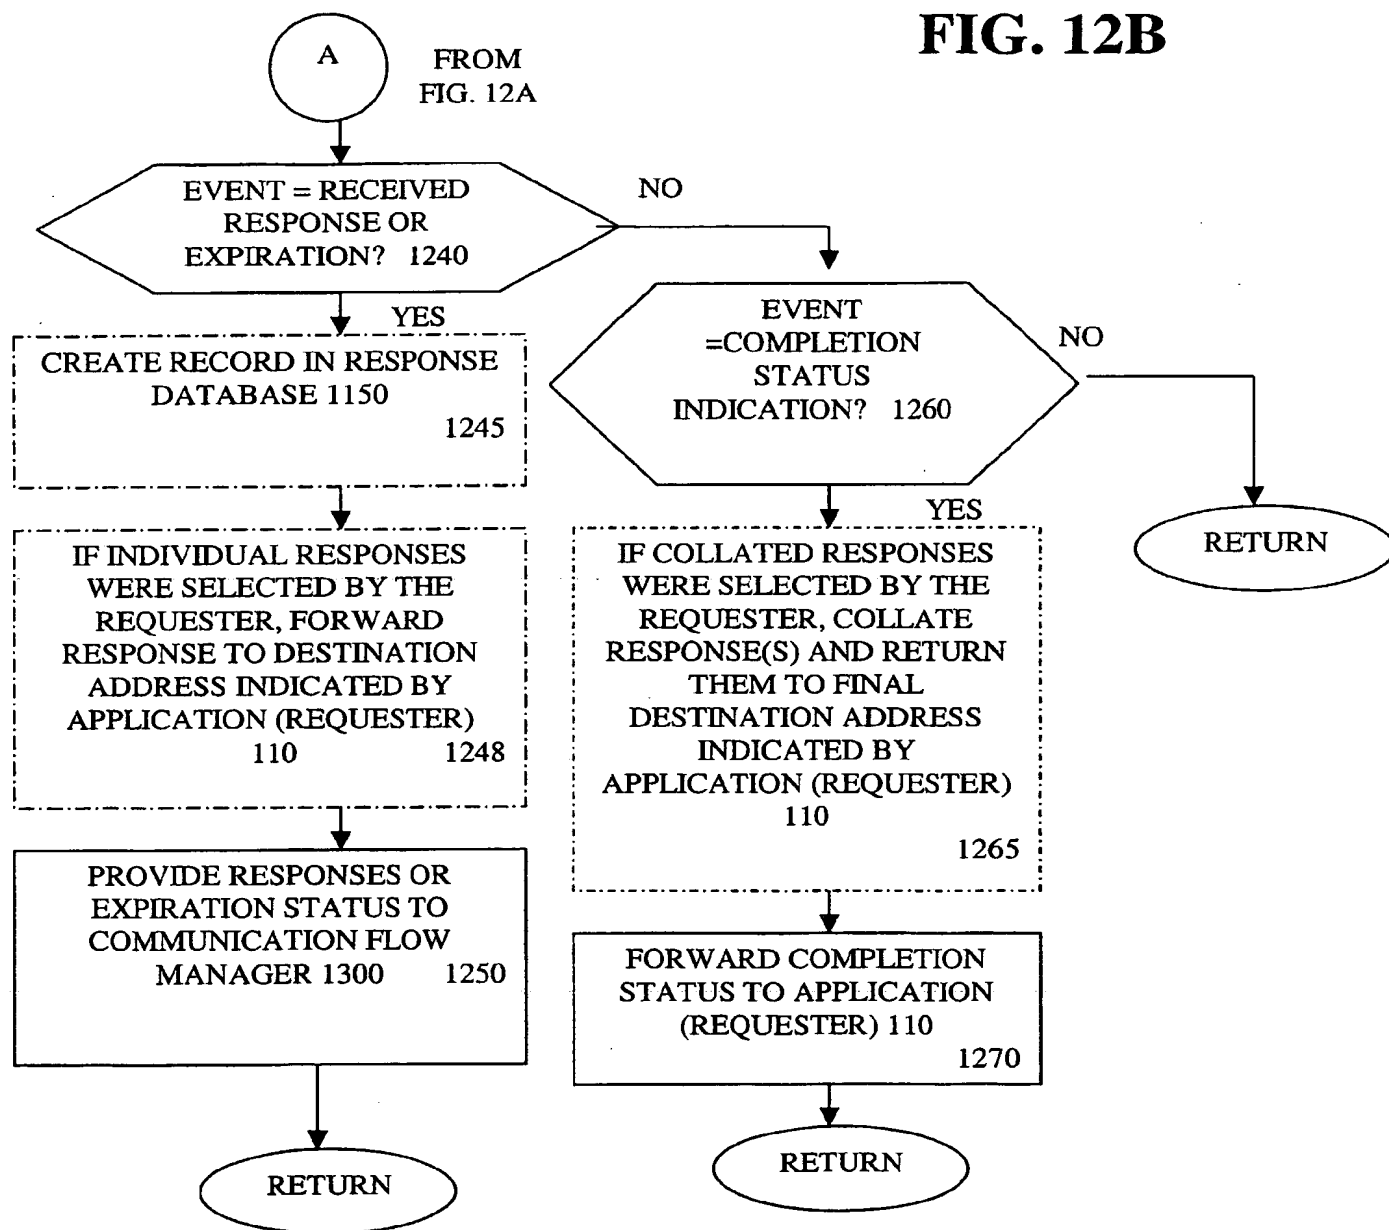 FIG. 12B
A
FROM
FIG. 12A
EVENT = RECEIVED
RESPONSE OR
EXPIRATION? 1240
NO
YES
CREATE RECORD IN RESPONSE
DATABASE 1150
1245
IF INDIVIDUAL RESPONSES
WERE SELECTED BY THE
REQUESTER, FORWARD
RESPONSE TO DESTINATION
ADDRESS INDICATED BY
APPLICATION (REQUESTER)
110 1248
PROVIDE RESPONSES OR
EXPIRATION STATUS TO
COMMUNICATION FLOW
MANAGER 1300 1250
RETURN
EVENT
=COMPLETION
STATUS
INDICATION? 1260
NO
RETURN
YES
IF COLLATED RESPONSES
WERE SELECTED BY THE
REQUESTER, COLLATE
RESPONSE(S) AND RETURN
THEM TO FINAL
DESTINATION ADDRESS
INDICATED BY
APPLICATION (REQUESTER)
110
1265
FORWARD COMPLETION
STATUS TO APPLICATION
(REQUESTER) 110
1270
RETURN